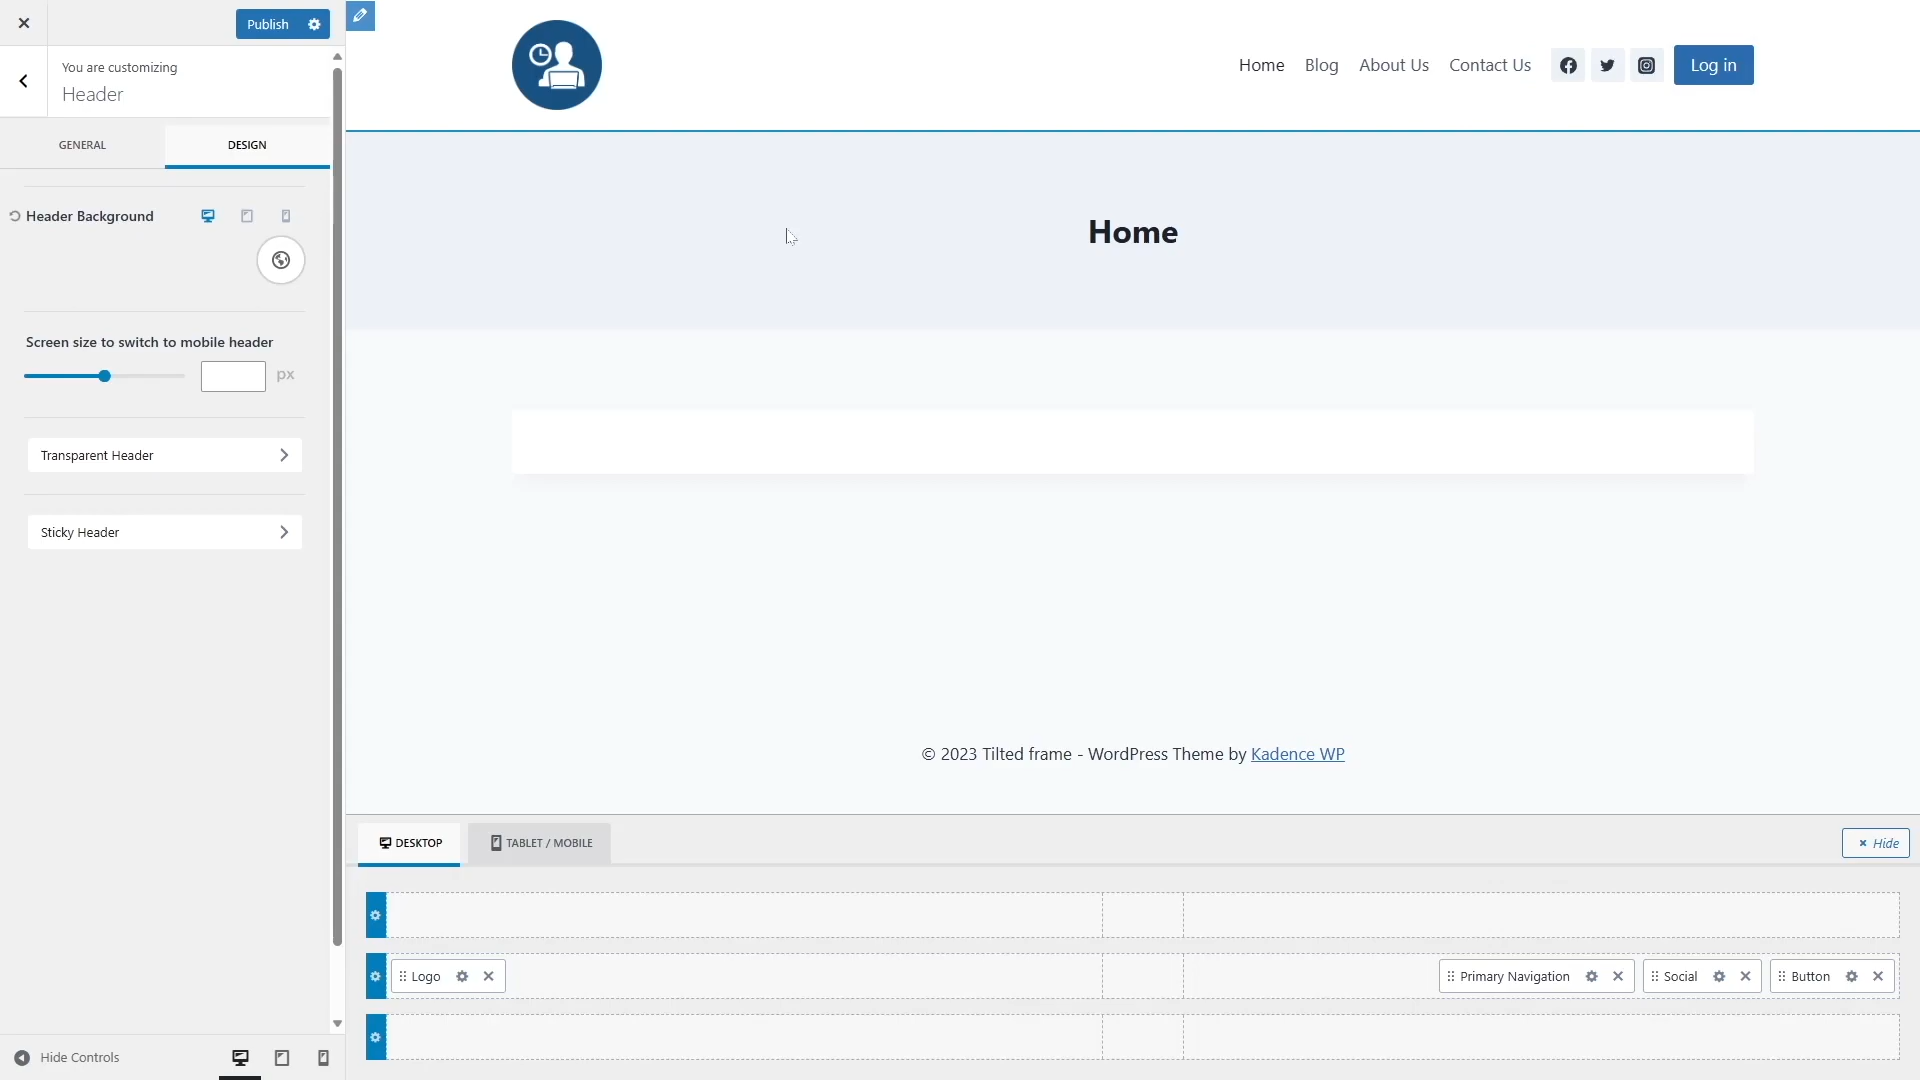 Publish
You are customizing
Header
GENERAL
DESIGN
Header Background
Screen size to switch to mobile header
px
Transparent Header
Sticky Header
Hide Controls
Home
Blog
About Us
Contact Us
Log in
Home
© 2023 Tilted frame - WordPress Theme by Kadence WP
DESKTOP
TABLET / MOBILE
Hide
Logo
Primary Navigation
Social
Button